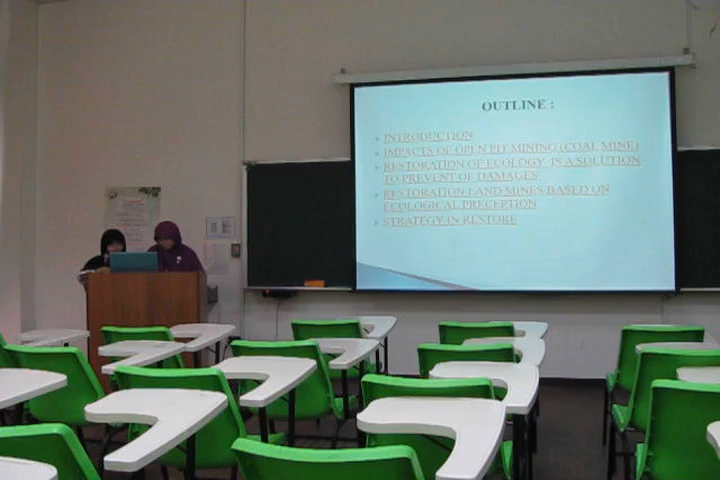 OUTLINE :
INTRODUCTION
IMPACTS OF OPEN PIT MINING (COAL MINE)
RESTORATION OF ECOLOGY IS A SOLUTION
TO PREVENT OF DAMAGES
RESTORATION LAND MINES BASED ON
ECOLOGICAL PRECEPTION
STRATEGY IN RESTORE